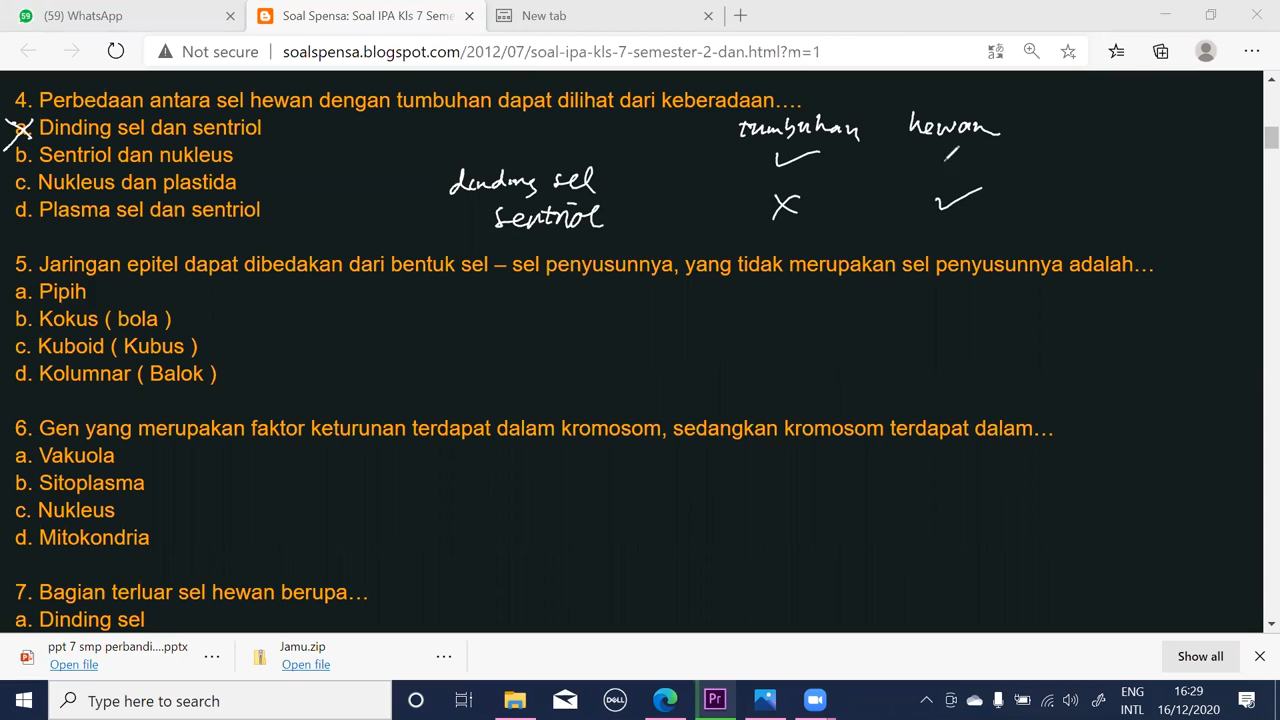 (59) WhatsApp
Soal Spensa: Soal IPA Kls 7 Seme
New tab
Not secure
soalspensa.blogspot.com/2012/07/soal-ipa-kls-7-semester-2-dan.html?m=1
4. Perbedaan antara sel hewan dengan tumbuhan dapat dilihat dari keberadaan….
a. Dinding sel dan sentriol
b. Sentriol dan nukleus
c. Nukleus dan plastida
d. Plasma sel dan sentriol
tumbuhan hewan
dinding sel
sentriol
5. Jaringan epitel dapat dibedakan dari bentuk sel – sel penyusunnya, yang tidak merupakan sel penyusunnya adalah…
a. Pipih
b. Kokus ( bola )
c. Kuboid ( Kubus )
d. Kolumnar ( Balok )
6. Gen yang merupakan faktor keturunan terdapat dalam kromosom, sedangkan kromosom terdapat dalam…
a. Vakuola
b. Sitoplasma
c. Nukleus
d. Mitokondria
7. Bagian terluar sel hewan berupa…
a. Dinding sel
ppt 7 smp perbandi....pptx
Open file
Jamu.zip
Open file
Show all
Type here to search
DELL
Pr
ENG
INTL
16:29
16/12/2020